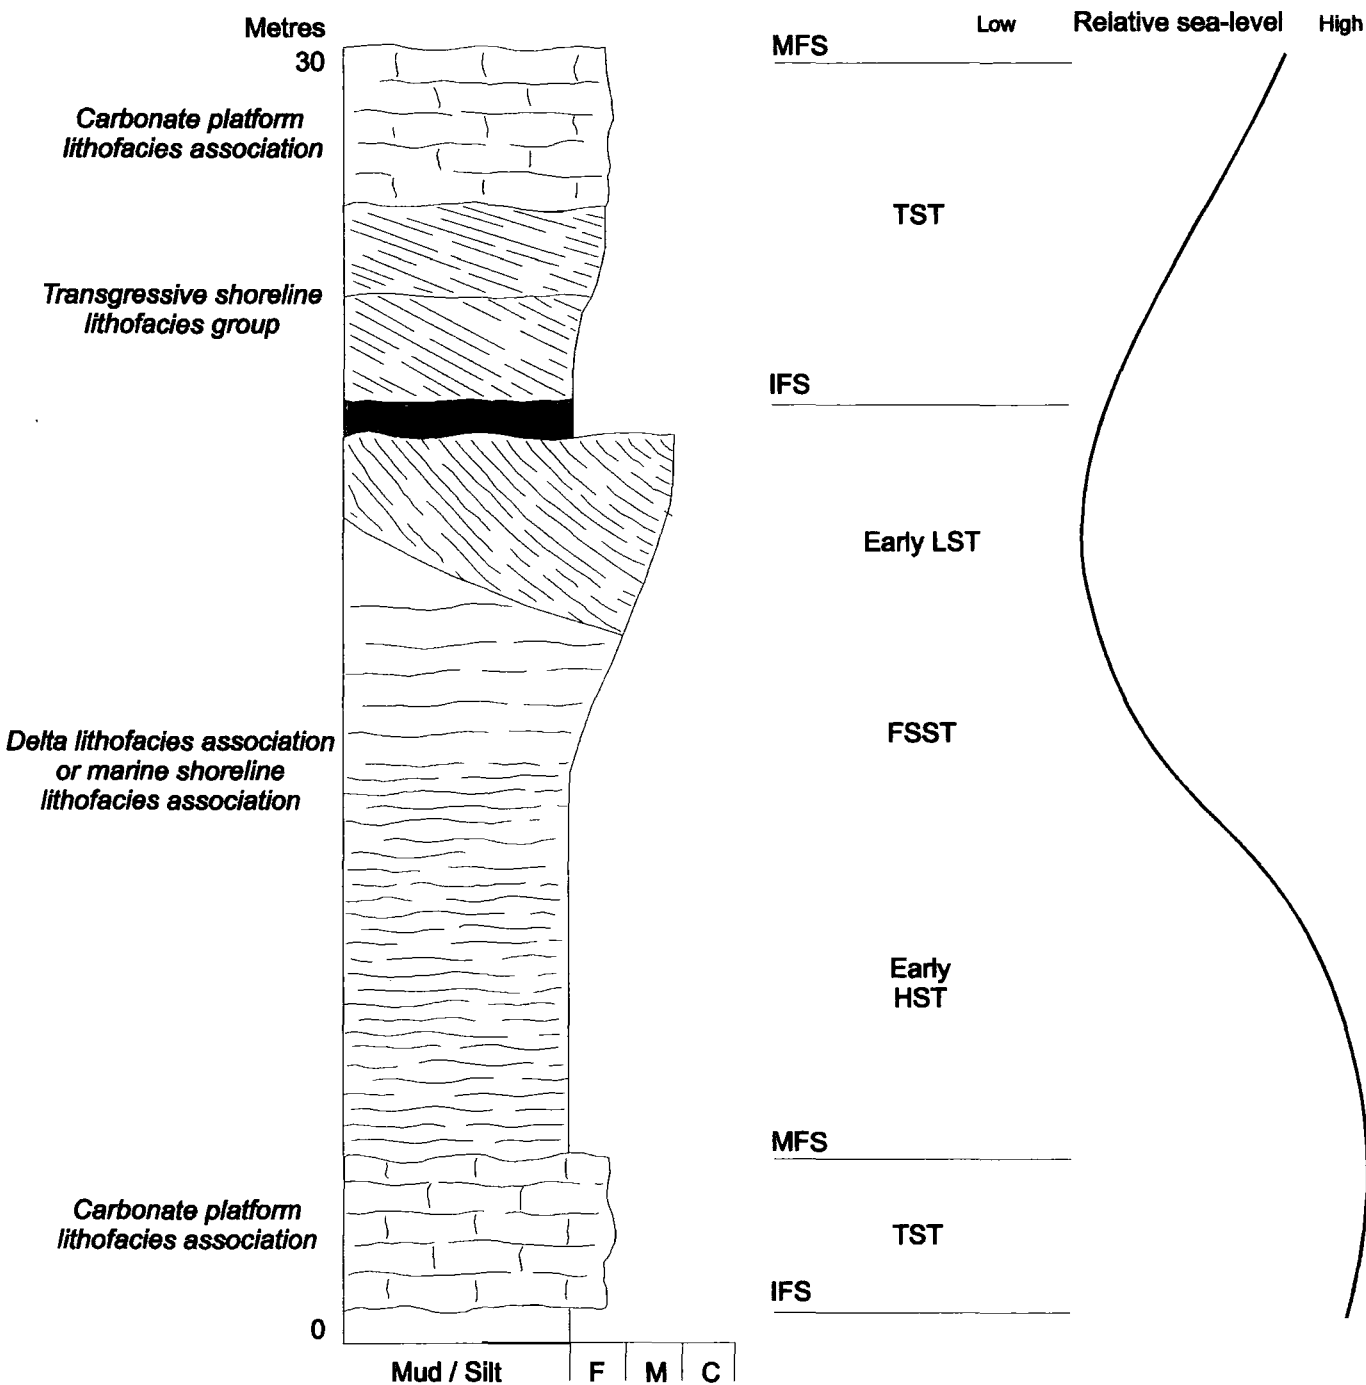 Metres
30
Low
Relative sea-level
High
MFS
Carbonate platform
lithofacies association
TST
Transgressive shoreline
lithofacies group
IFS
Early LST
FSST
Delta lithofacies association
or marine shoreline
lithofacies association
Early
HST
MFS
Carbonate platform
lithofacies association
TST
IFS
0
Mud / Silt
F
M
C